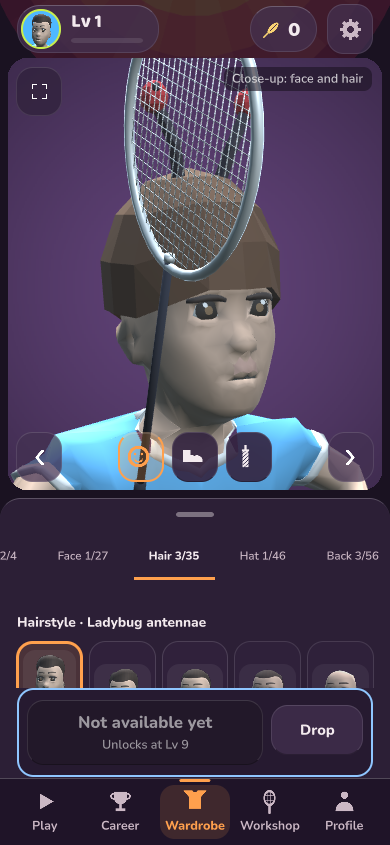 Lv 1
0
Close-up: face and hair
2/4
Face 1/27
Hair 3/35
Hat 1/46
Back 3/56
Hairstyle · Ladybug antennae
Not available yet
Unlocks at Lv 9
Drop
Play
Career
Wardrobe
Workshop
Profile